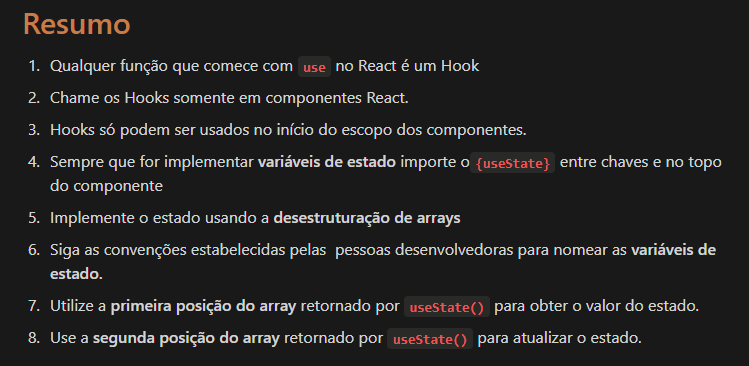 Resumo
1. Qualquer função que comece com use no React é um Hook
2. Chame os Hooks somente em componentes React.
3. Hooks só podem ser usados no início do escopo dos componentes.
4. Sempre que for implementar variáveis de estado importe o {useState} entre chaves e no topo
do componente
5. Implemente o estado usando a desestruturação de arrays
6. Siga as convenções estabelecidas pelas  pessoas desenvolvedoras para nomear as variáveis de
estado.
7. Utilize a primeira posição do array retornado por useState() para obter o valor do estado.
8. Use a segunda posição do array retornado por useState() para atualizar o estado.